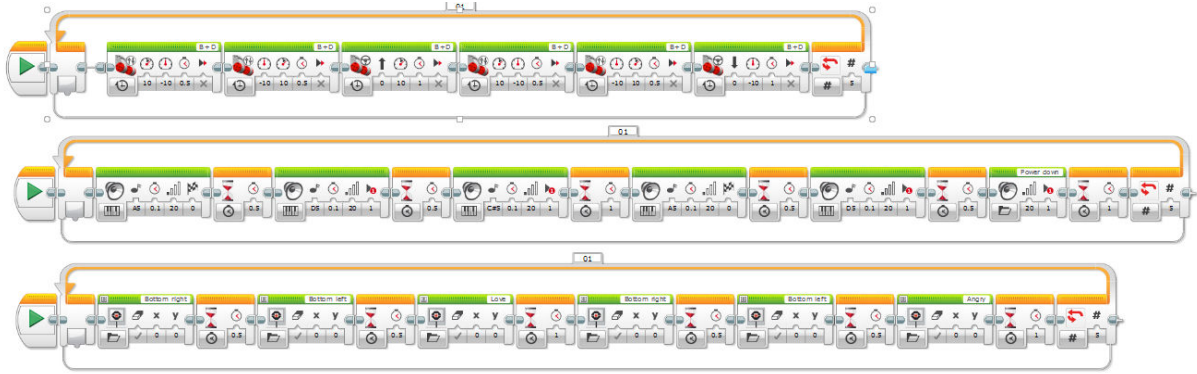 01
B+D B+D B+D B+D B+D B+D
#
10 -10 0.5 -10 10 0.5 0 10 1 10 -10 0.5 -10 10 0.5 0 -10 1 # 5
01
Power down
#
A5 0.1 20 0 0.5 D5 0.1 20 1 0.5 C#5 0.1 20 1 1 A5 0.1 20 0 0.5 D5 0.1 20 1 0.5 20 1 1 # 5
01
Bottom right Bottom left Love Bottom right Bottom left Angry
x y x y x y x y x y x y #
0 0 0.5 0 0 0.5 0 0 1 0 0 0.5 0 0 0.5 0 0 1 # 5